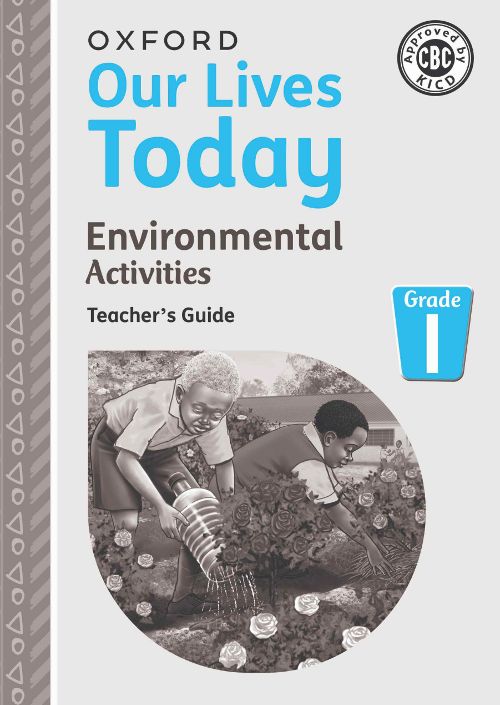 OXFORD
Approved by
CBC
KICD
Our Lives
Today
Environmental
Activities
Teacher's Guide
Grade
1